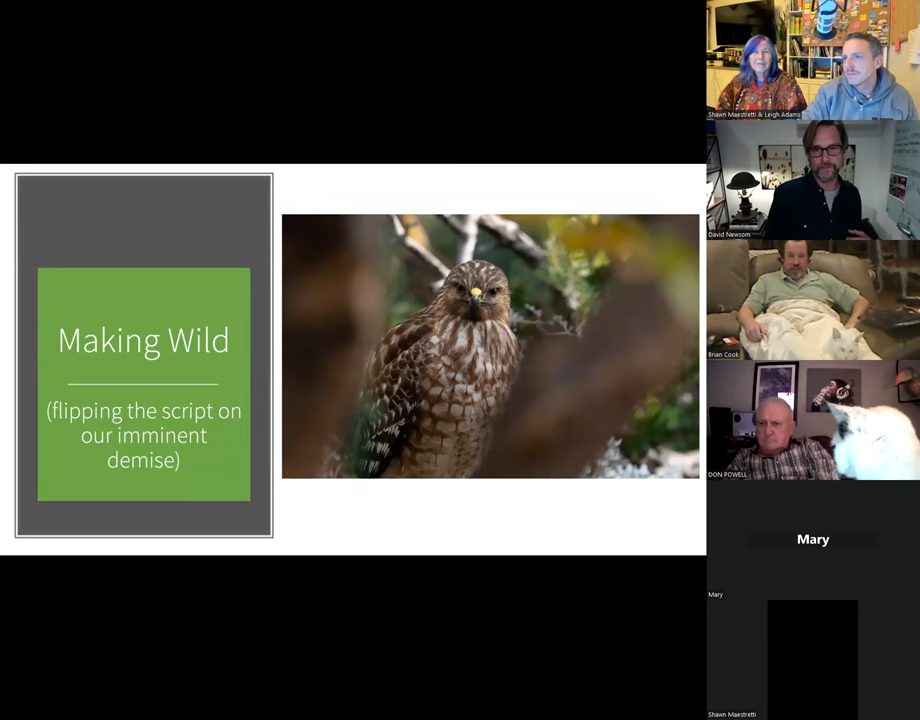 Making Wild
(flipping the script on
our imminent
demise)
Shawn Maestretti & Leigh Adams
David Newsom
Brian Cook
DON POWELL
Mary
Mary
Shawn Maestretti